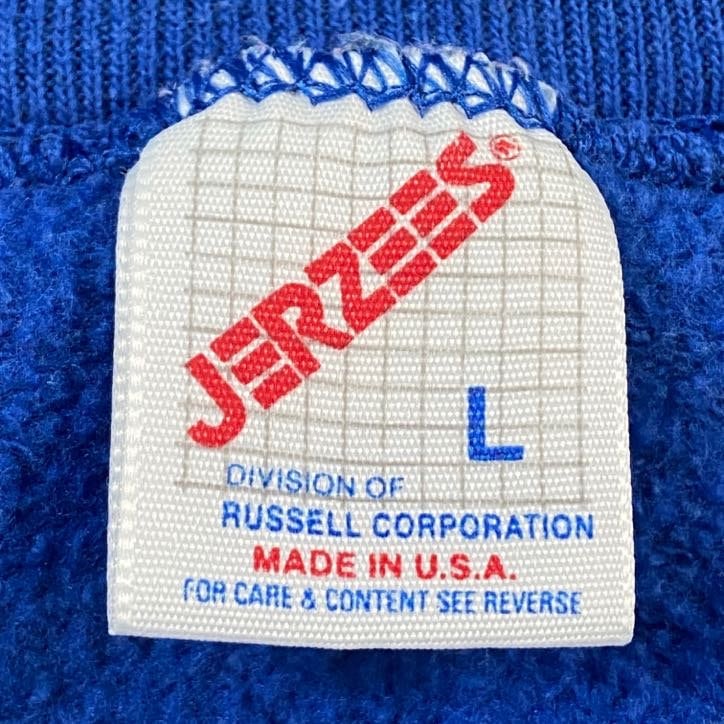 JERZEES®
L
DIVISION OF
RUSSELL CORPORATION
MADE IN U.S.A.
FOR CARE & CONTENT SEE REVERSE